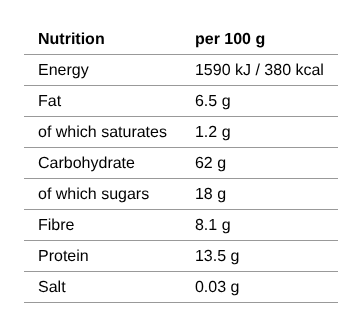 Nutrition per 100 g
Energy 1590 kJ / 380 kcal
Fat 6.5 g
of which saturates 1.2 g
Carbohydrate 62 g
of which sugars 18 g
Fibre 8.1 g
Protein 13.5 g
Salt 0.03 g